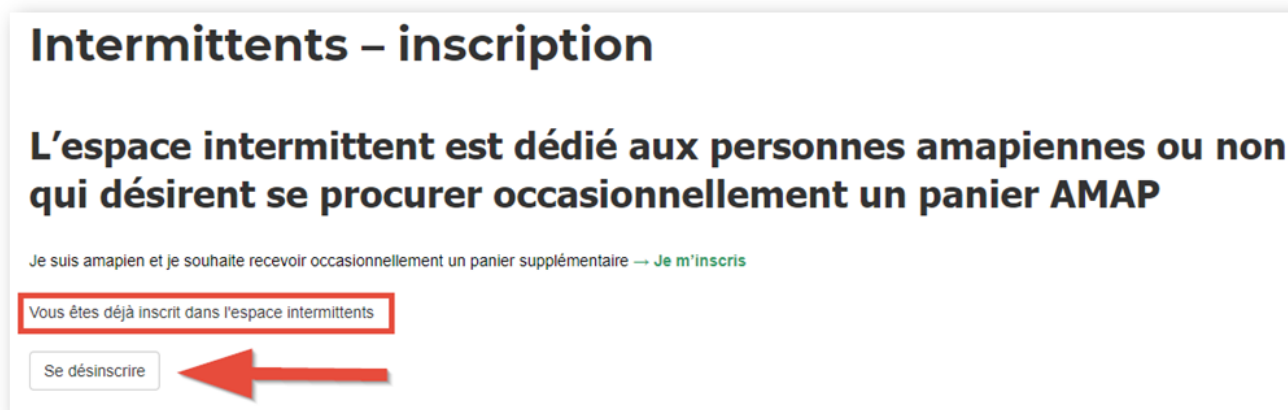 Intermittents – inscription
L’espace intermittent est dédié aux personnes amapiennes ou non
qui désirent se procurer occasionnellement un panier AMAP
Je suis amapien et je souhaite recevoir occasionnellement un panier supplémentaire → Je m’inscris
Vous êtes déjà inscrit dans l'espace intermittents
Se désinscrire